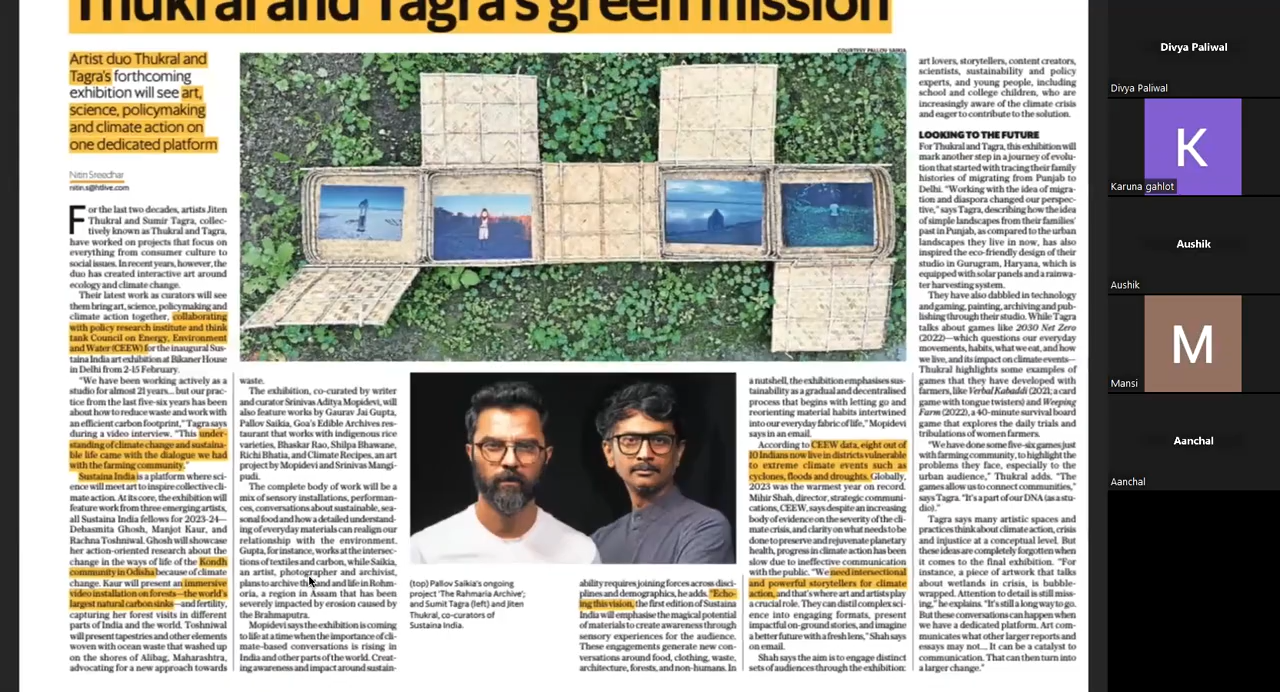 Thukral and Tagra's green mission
Artist duo Thukral and
Tagra's forthcoming
exhibition will see art,
science, policymaking
and climate action on
one dedicated platform
Nitin Sreedhar
nitin.s@htlive.com
For the last two decades, artists Jiten
Thukral and Sumir Tagra, collec-
tively known as Thukral and Tagra,
have worked on projects that focus on
everything from consumer culture to
social issues. In recent years, however, the
duo has created interactive art around
ecology and climate change.
Their latest work as curators will see
them bring art, science, policymaking and
climate action together, collaborating
with policy research institute and think
tank Council on Energy, Environment
and Water (CEEW) for the inaugural Sus-
taina India art exhibition at Bikaner House
in Delhi from 2-15 February.
"We have been working actively as a
studio for almost 21 years... but our prac-
tice from the last five-six years has been
about how to reduce waste and work with
an efficient carbon footprint," Tagra says
during a video interview. "This under-
standing of climate change and sustaina-
ble life came with the dialogue we had
with the farming community."
Sustaina India is a platform where sci-
ence will meet art to inspire collective cli-
mate action. At its core, the exhibition will
feature work from three emerging artists,
all Sustaina India fellows for 2023-24—
Debasmita Ghosh, Manjot Kaur, and
Rachna Toshniwal. Ghosh will showcase
her action-oriented research about the
change in the ways of life of the Kondh
community in Odisha because of climate
change. Kaur will present an immersive
video installation on forests—the world's
largest natural carbon sinks—and fertility,
capturing her forest visits in different
parts of India and the world. Toshniwal
will present tapestries and other elements
woven with ocean waste that washed up
on the shores of Alibag, Maharashtra,
advocating for a new approach towards
waste.
The exhibition, co-curated by writer
and curator Srinivas Aditya Mopidevi, will
also feature works by Gaurav Jai Gupta,
Pallov Saikia, Goa's Edible Archives res-
taurant that works with indigenous rice
varieties, Bhaskar Rao, Shilpa Bhawane,
Richi Bhatia, and Climate Recipes, an art
project by Mopidevi and Srinivas Mangi-
pudi.
The complete body of work will be a
mix of sensory installations, performan-
ces, conversations about sustainable, sea-
sonal food and how a detailed understand-
ing of everyday materials can realign our
relationship with the environment.
Gupta, for instance, works at the intersec-
tions of textiles and carbon, while Saikia,
an artist, photographer and archivist,
plans to archive the land and life in Rohm-
oria, a region in Assam that has been
severely impacted by erosion caused by
the Brahmaputra.
Mopidevi says the exhibition is coming
to life at a time when the importance of cli-
mate-based conversations is rising in
India and other parts of the world. Creat-
ing awareness and impact around sustain-
COURTESY PALLOV SAIKIA
(top) Pallov Saikia's ongoing
project 'The Rahmaria Archive';
and Sumir Tagra (left) and Jiten
Thukral, co-curators of
Sustaina India.
ability requires joining forces across disci-
plines and demographics, he adds. "Echo-
ing this vision, the first edition of Sustaina
India will emphasise the magical potential
of materials to create awareness through
sensory experiences for the audience.
These engagements generate new con-
versations around food, clothing, waste,
architecture, forests, and non-humans. In
a nutshell, the exhibition emphasises sus-
tainability as a gradual and decentralised
process that begins with letting go and
reorienting material habits intertwined
into our everyday fabric of life," Mopidevi
says in an email.
According to CEEW data, eight out of
10 Indians now live in districts vulnerable
to extreme climate events such as
cyclones, floods and droughts. Globally,
2023 was the warmest year on record.
Mihir Shah, director, strategic communi-
cations, CEEW, says despite an increasing
body of evidence on the severity of the cli-
mate crisis, and clarity on what needs to be
done to preserve and rejuvenate planetary
health, progress in climate action has been
slow due to ineffective communication
with the public. "We need intersectional
and powerful storytellers for climate
action, and that's where art and artists play
a crucial role. They can distil complex sci-
ence into engaging formats, present
impactful on-ground stories, and imagine
a better future with a fresh lens," Shah says
on email.
Shah says the aim is to engage distinct
sets of audiences through the exhibition:
art lovers, storytellers, content creators,
scientists, sustainability and policy
experts, and young people, including
school and college children, who are
increasingly aware of the climate crisis
and eager to contribute to the solution.
LOOKING TO THE FUTURE
For Thukral and Tagra, this exhibition will
mark another step in a journey of evolu-
tion that started with tracing their family
histories of migrating from Punjab to
Delhi. "Working with the idea of migra-
tion and diaspora changed our perspec-
tive," says Tagra, describing how the idea
of simple landscapes from their families'
past in Punjab, as compared to the urban
landscapes they live in now, has also
inspired the eco-friendly design of their
studio in Gurugram, Haryana, which is
equipped with solar panels and a rainwa-
ter harvesting system.
They have also dabbled in technology
and gaming, painting, archiving and pub-
lishing through their studio. While Tagra
talks about games like 2030 Net Zero
(2022)—which questions our everyday
movements, habits, what we eat, and how
we live, and its impact on climate events—
Thukral highlights some examples of
games that they have developed with
farmers, like Verbal Kabaddi (2021, a card
game with tongue twisters) and Weeping
Farm (2022), a 40-minute survival board
game that explores the daily trials and
tribulations of women farmers.
"We have done some five-six games just
with farming community, to highlight the
problems they face, especially to the
urban audience," Thukral adds. "The
games allow us to connect communities,"
says Tagra. "It's a part of our DNA (as a stu-
dio)."
Tagra says many artistic spaces and
practices think about climate action, crisis
and injustice at a conceptual level. But
these ideas are completely forgotten when
it comes to the final exhibition. "For
instance, a piece of artwork that talks
about wetlands in crisis, is bubble-
wrapped. Attention to detail is still miss-
ing," he explains. "It's still a long way to go.
But these conversations can happen when
we have a dedicated platform. Art com-
municates what other larger reports and
essays may not... It can be a catalyst to
communication. That can then turn into
a larger change."
Divya Paliwal
Divya Paliwal
K
Karuna gahlot
Aushik
Aushik
M
Mansi
Aanchal
Aanchal